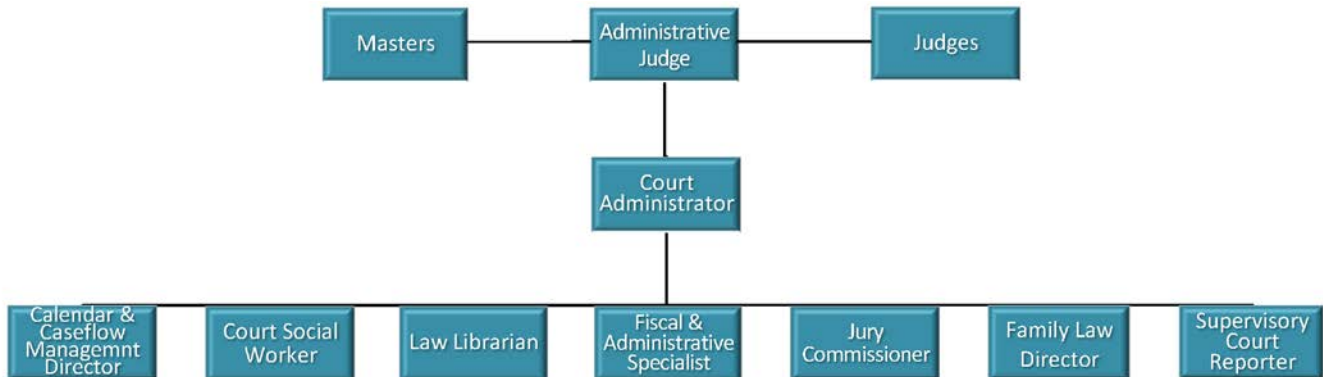 Masters
Administrative
Judge
Judges
Court
Administrator
Calendar &
Caseflow
Managemnt
Director
Court Social
Worker
Law Librarian
Fiscal &
Administrative
Specialist
Jury
Commissioner
Family Law
Director
Supervisory
Court
Reporter